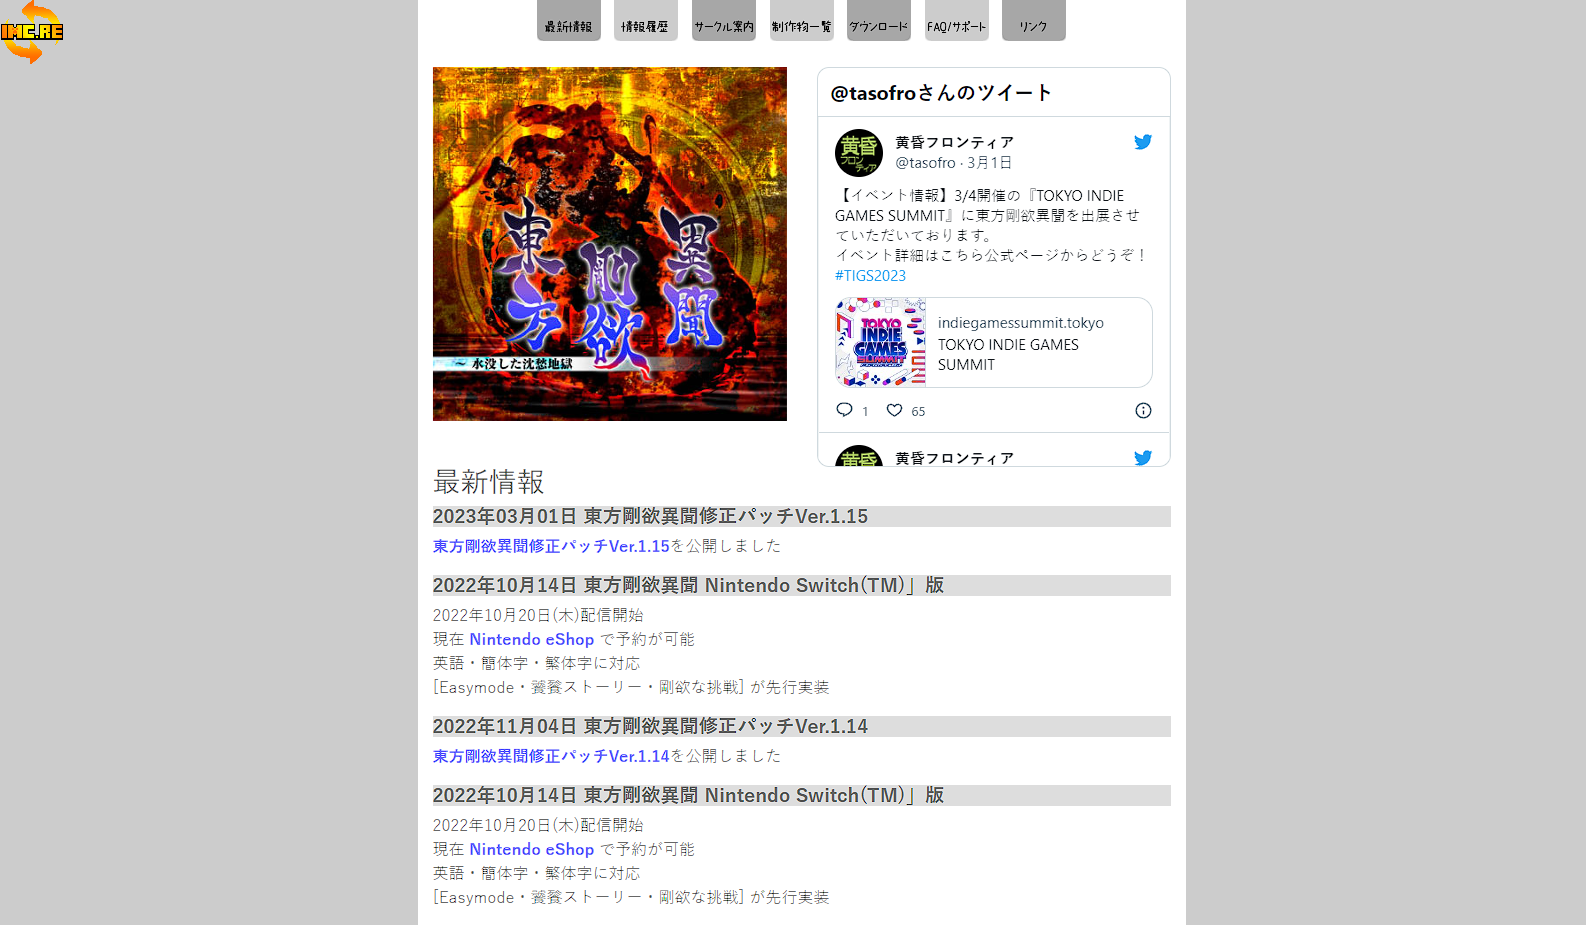 IMC.RE
最新情報
情報履歴
サークル案内
制作物一覧
ダウンロード
FAQ/サポート
リンク
東方
剛欲
異聞
～ 水没した沈愁地獄
@tasofroさんのツイート
黄昏フロンティア
黄昏フロンティア
@tasofro · 3月1日
【イベント情報】3/4開催の『TOKYO INDIE
GAMES SUMMIT』に東方剛欲異聞を出展させ
ていただいております。
イベント詳細はこちら公式ページからどうぞ！
#TIGS2023
TOKYO
INDIE
GAMES
SUMMIT
indiegamessummit.tokyo
TOKYO INDIE GAMES
SUMMIT
1
65
黄昏
黄昏フロンティア
最新情報
2023年03月01日 東方剛欲異聞修正パッチVer.1.15
東方剛欲異聞修正パッチVer.1.15を公開しました
2022年10月14日 東方剛欲異聞 Nintendo Switch(TM)」版
2022年10月20日(木)配信開始
現在 Nintendo eShop で予約が可能
英語・簡体字・繁体字に対応
[Easymode・饕餮ストーリー・剛欲な挑戦] が先行実装
2022年11月04日 東方剛欲異聞修正パッチVer.1.14
東方剛欲異聞修正パッチVer.1.14を公開しました
2022年10月14日 東方剛欲異聞 Nintendo Switch(TM)」版
2022年10月20日(木)配信開始
現在 Nintendo eShop で予約が可能
英語・簡体字・繁体字に対応
[Easymode・饕餮ストーリー・剛欲な挑戦] が先行実装